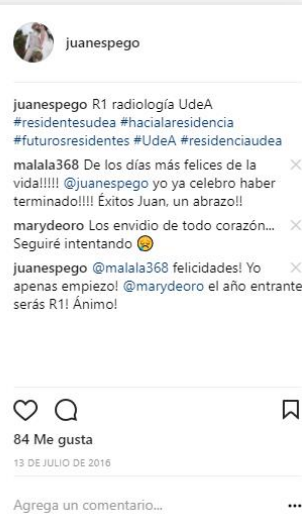 juanespego
juanespego R1 radiología UdeA
#residentesudea #hacialaresidencia
#futurosresidentes #UdeA #residenciaudea
malala368 De los días más felices de la
vida!!!!! @juanespego yo ya celebro haber
terminado!!!! Éxitos Juan, un abrazo!!
marydeoro Los envidio de todo corazón...
Seguiré intentando 😭
juanespego @malala368 felicidades! Yo
apenas empiezo! @marydeoro el año entrante
serás R1! Ánimo!
84 Me gusta
13 DE JULIO DE 2016
Agrega un comentario...